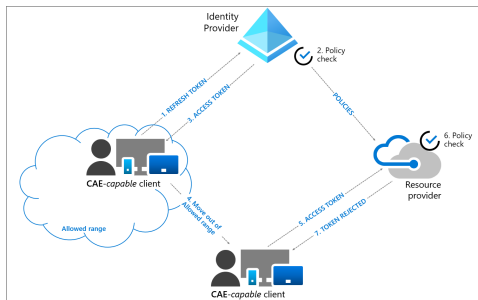 Identity
Provider
2. Policy
check
1. REFRESH TOKEN
3. ACCESS TOKEN
POLICIES
6. Policy
check
CAE-capable client
Resource
provider
4. Move out of
Allowed range
5. ACCESS TOKEN
7. TOKEN REJECTED
Allowed range
CAE-capable client